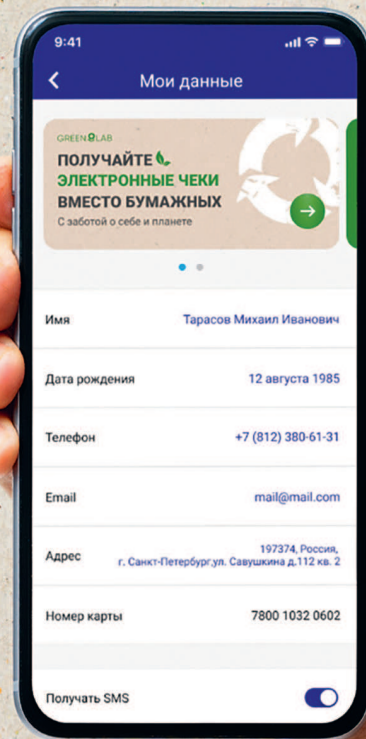 9:41
Мои данные
GREEN LAB
ПОЛУЧАЙТЕ
ЭЛЕКТРОННЫЕ ЧЕКИ
ВМЕСТО БУМАЖНЫХ
С заботой о себе и планете
Имя Тарасов Михаил Иванович
Дата рождения 12 августа 1985
Телефон +7 (812) 380-61-31
Email mail@mail.com
197374, Россия,
Адрес г. Санкт-Петербург,ул. Савушкина д.112 кв. 2
Номер карты 7800 1032 0602
Получать SMS